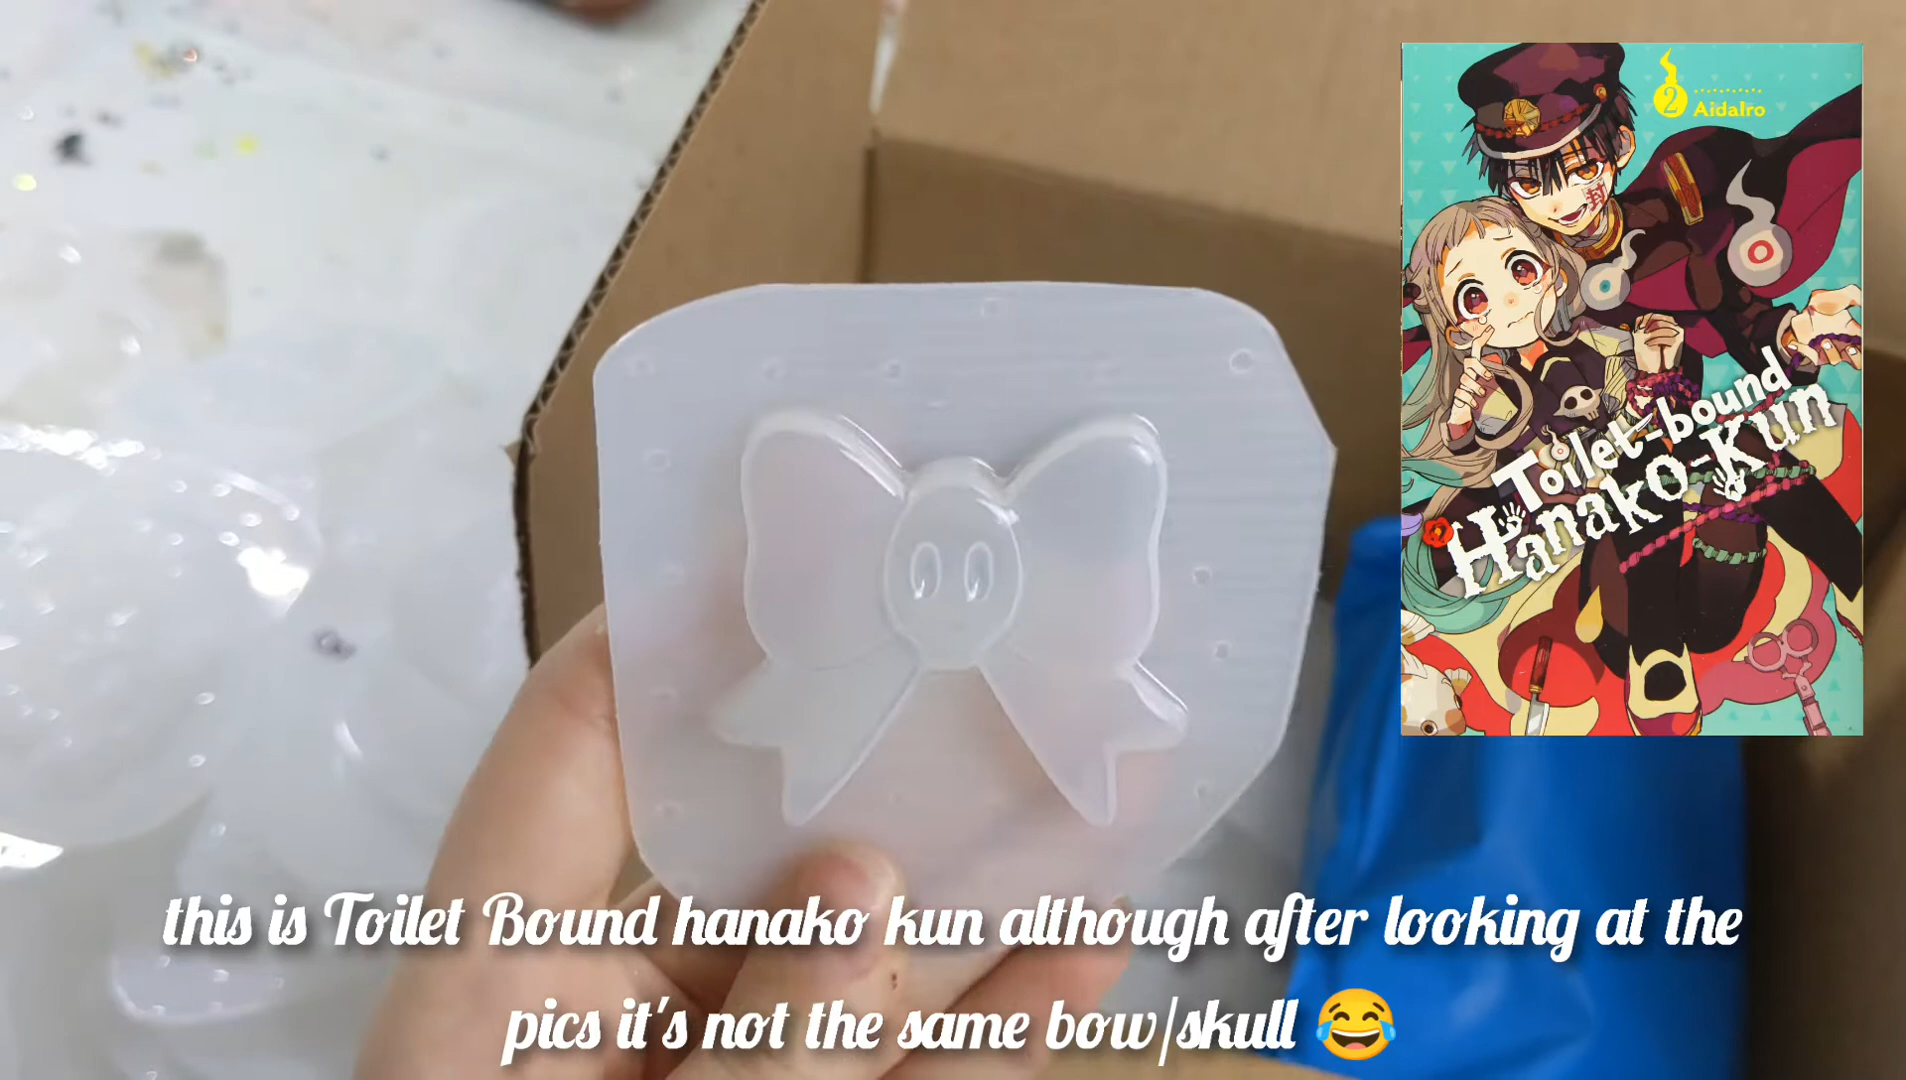 2
AidaIro
封
Toilet-bound
Hanako-Kun
this is Toilet Bound hanako kun although after looking at the
pics it's not the same bow/skull 😂